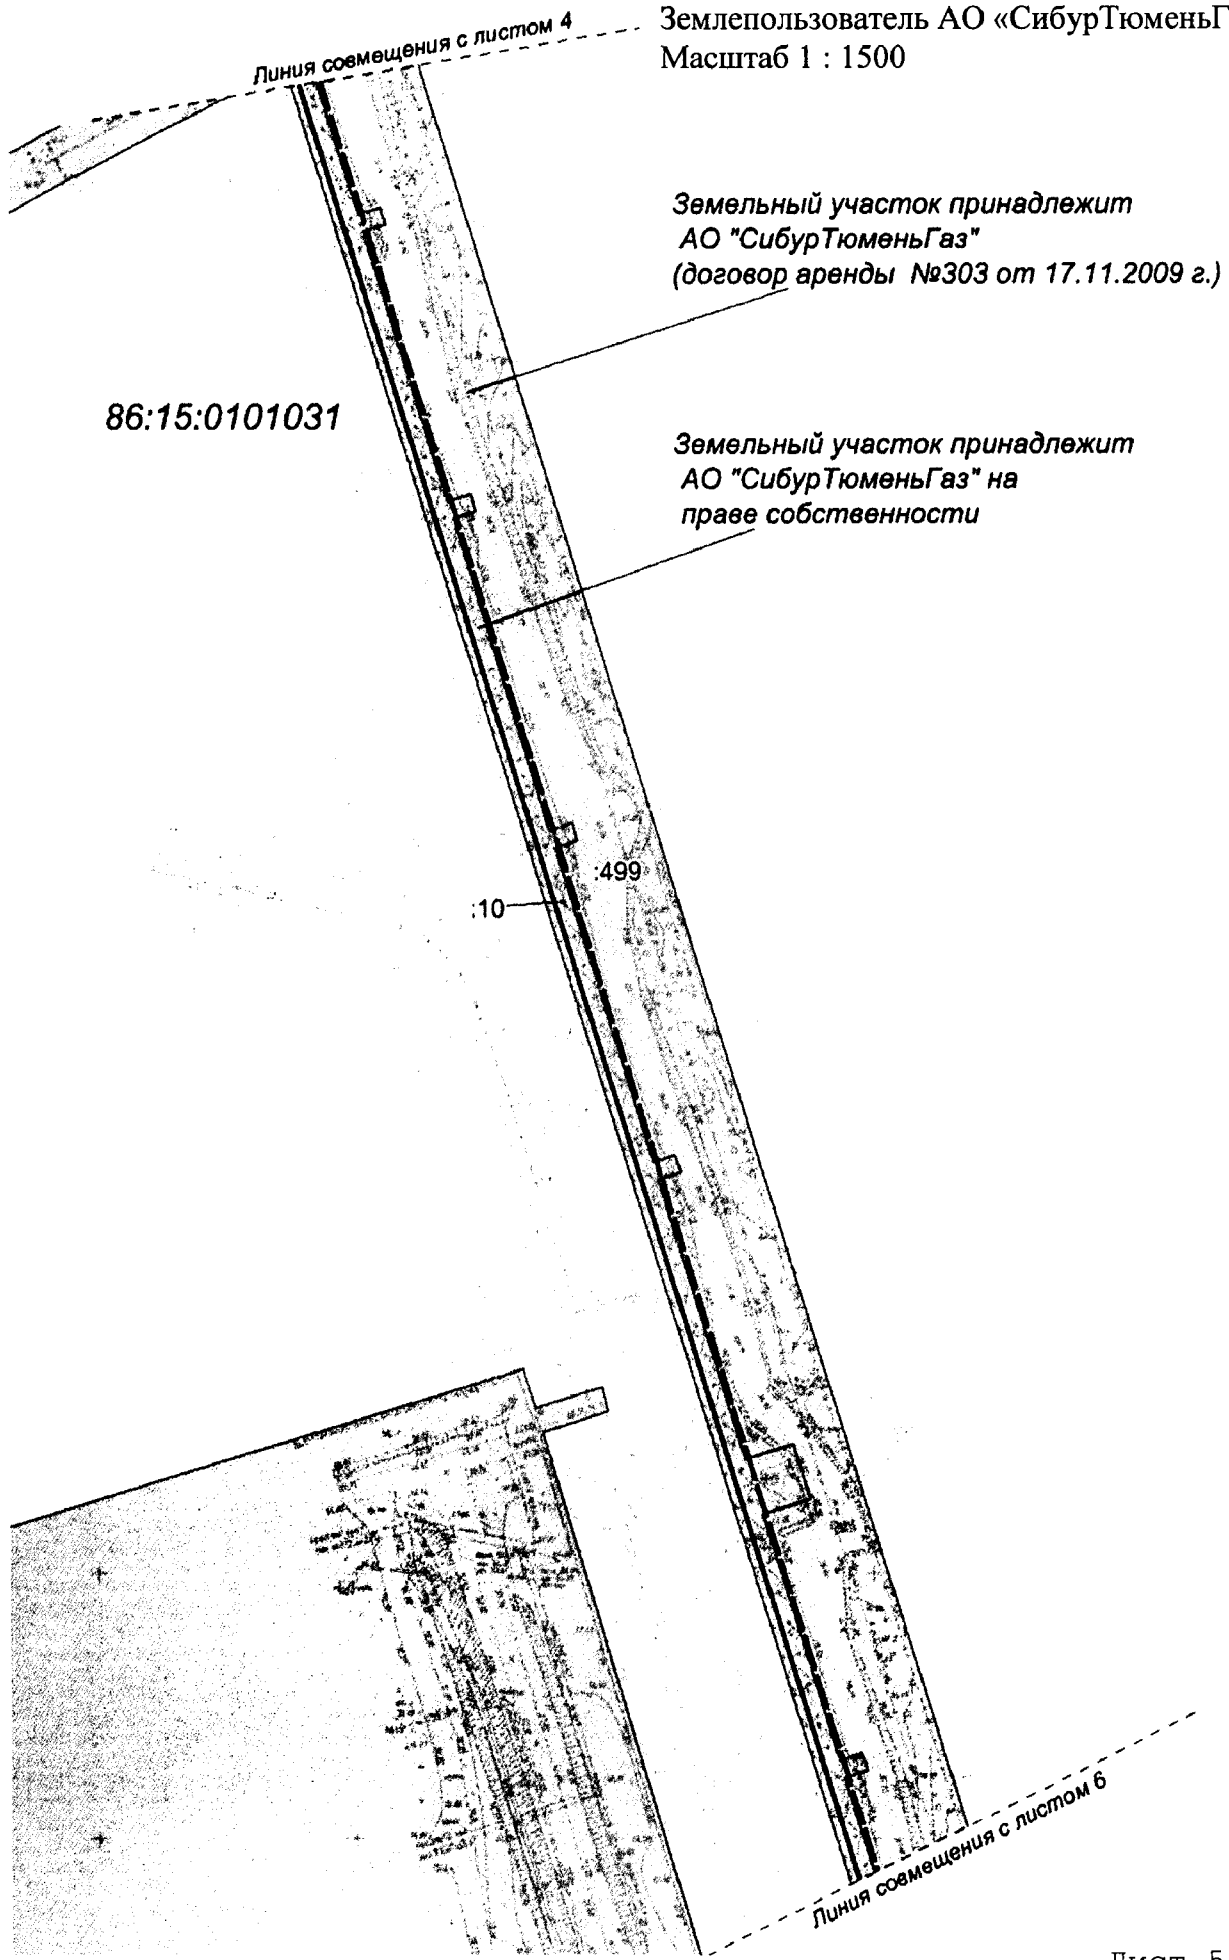 Землепользователь АО «СибурТюменьГ
Масштаб 1 : 1500
Линия совмещения с листом 4
Земельный участок принадлежит
АО "СибурТюменьГаз"
(договор аренды №303 от 17.11.2009 г.)
86:15:0101031
Земельный участок принадлежит
АО "СибурТюменьГаз" на
праве собственности
:499
:10
Линия совмещения с листом 6
Лист 5